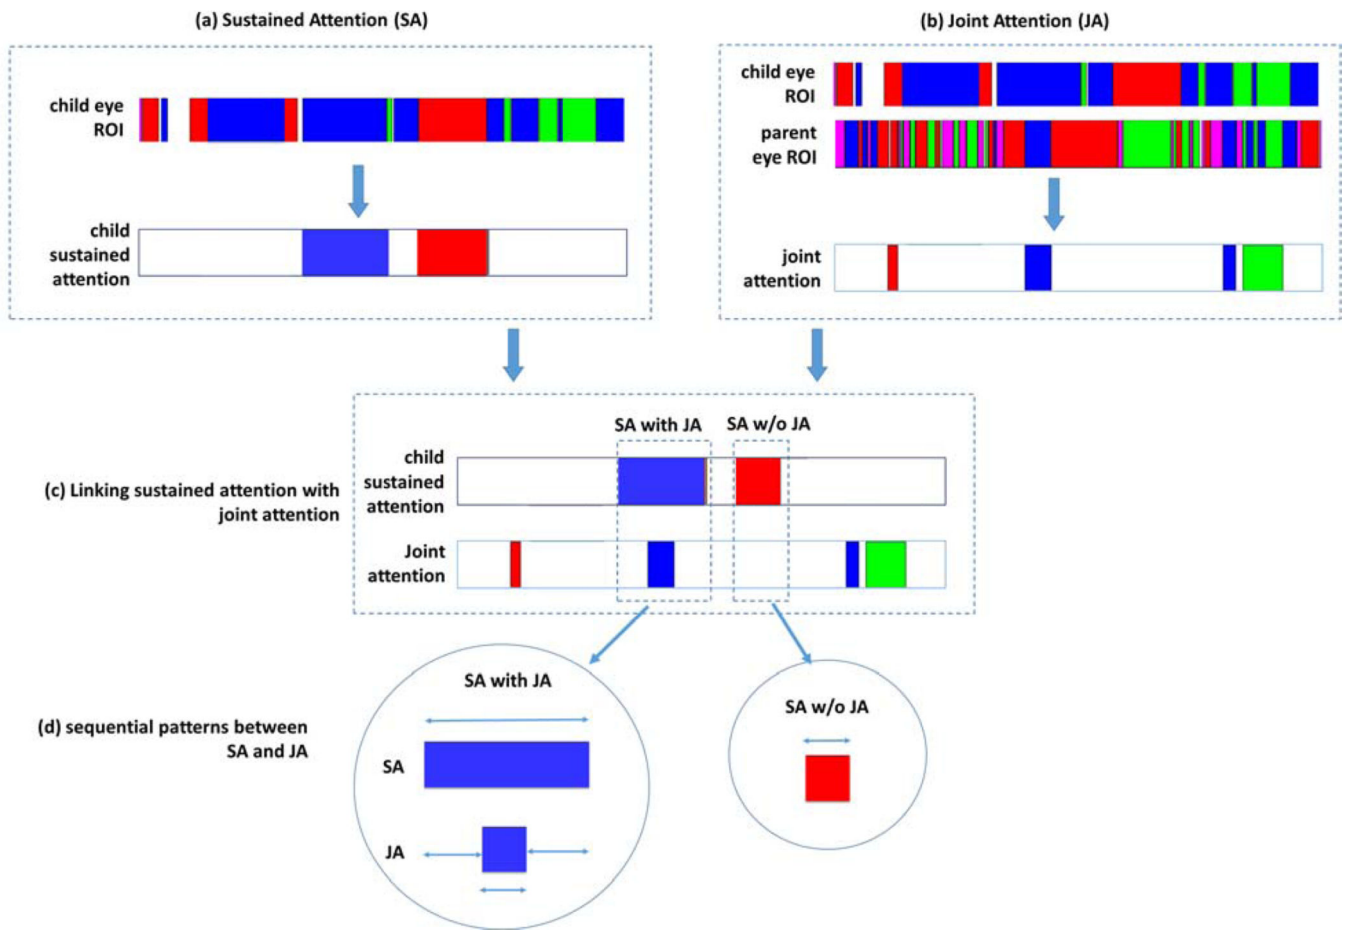 (a) Sustained Attention (SA)
child eye
ROI
child
sustained
attention
(b) Joint Attention (JA)
child eye
ROI
parent
eye ROI
joint
attention
(c) Linking sustained attention with
joint attention
SA with JA
SA w/o JA
child
sustained
attention
Joint
attention
(d) sequential patterns between
SA and JA
SA with JA
SA
JA
SA w/o JA